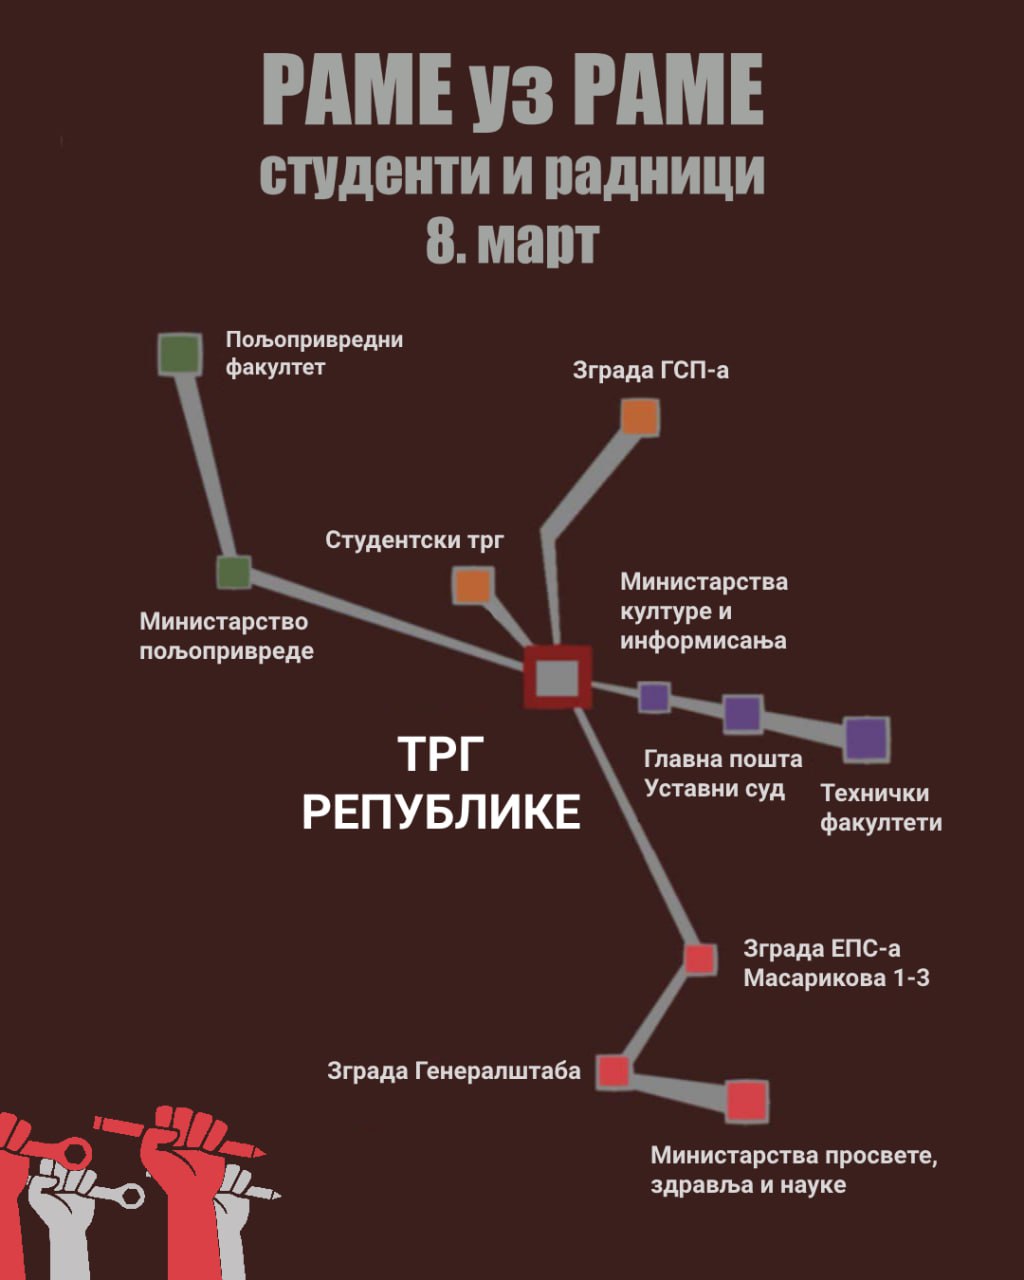 РАМЕ уз РАМЕ
студенти и радници
8. март
Пољопривредни
факултет
Зграда ГСП-а
Студентски трг
Министарства
културе и
информисања
Министарство
пољопривреде
ТРГ
РЕПУБЛИКЕ
Главна пошта
Уставни суд
Технички
факултети
Зграда ЕПС-а
Масарикова 1-3
Зграда Генералштаба
Министарства просвете,
здравља и науке